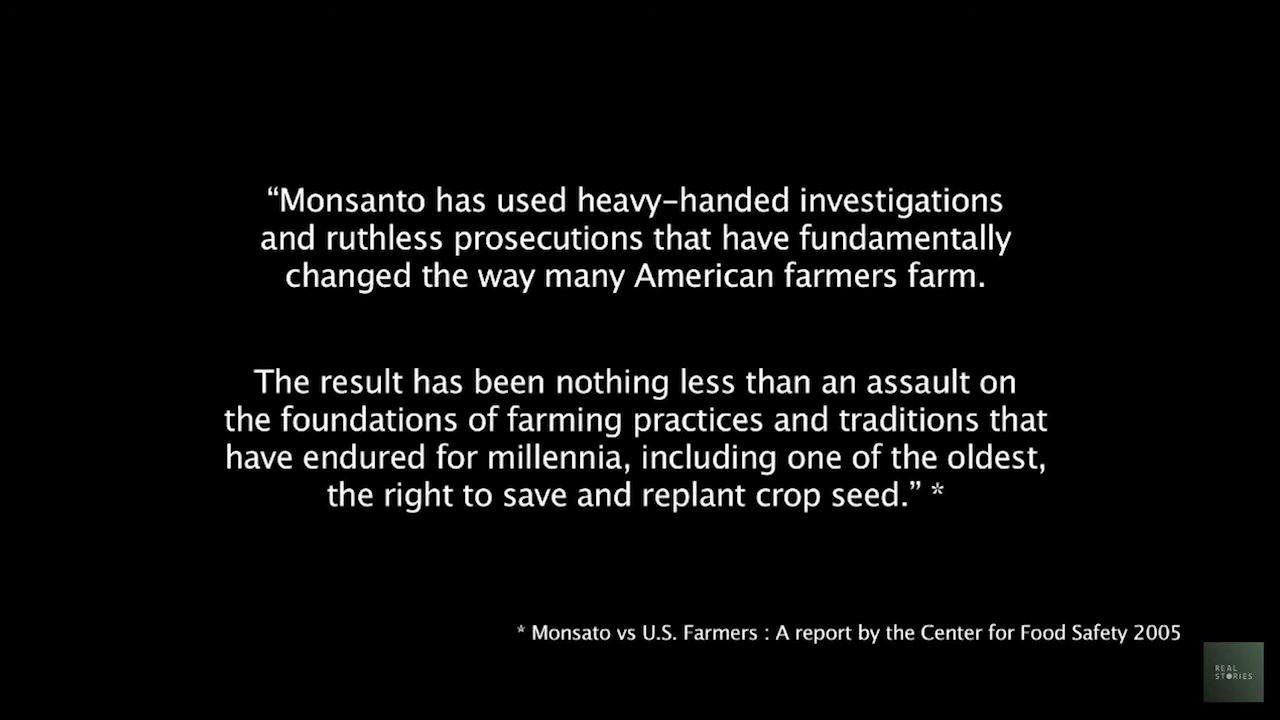 “Monsanto has used heavy-handed investigations
and ruthless prosecutions that have fundamentally
changed the way many American farmers farm.
The result has been nothing less than an assault on
the foundations of farming practices and traditions that
have endured for millennia, including one of the oldest,
the right to save and replant crop seed.” *
* Monsato vs U.S. Farmers : A report by the Center for Food Safety 2005
REAL
STORIES